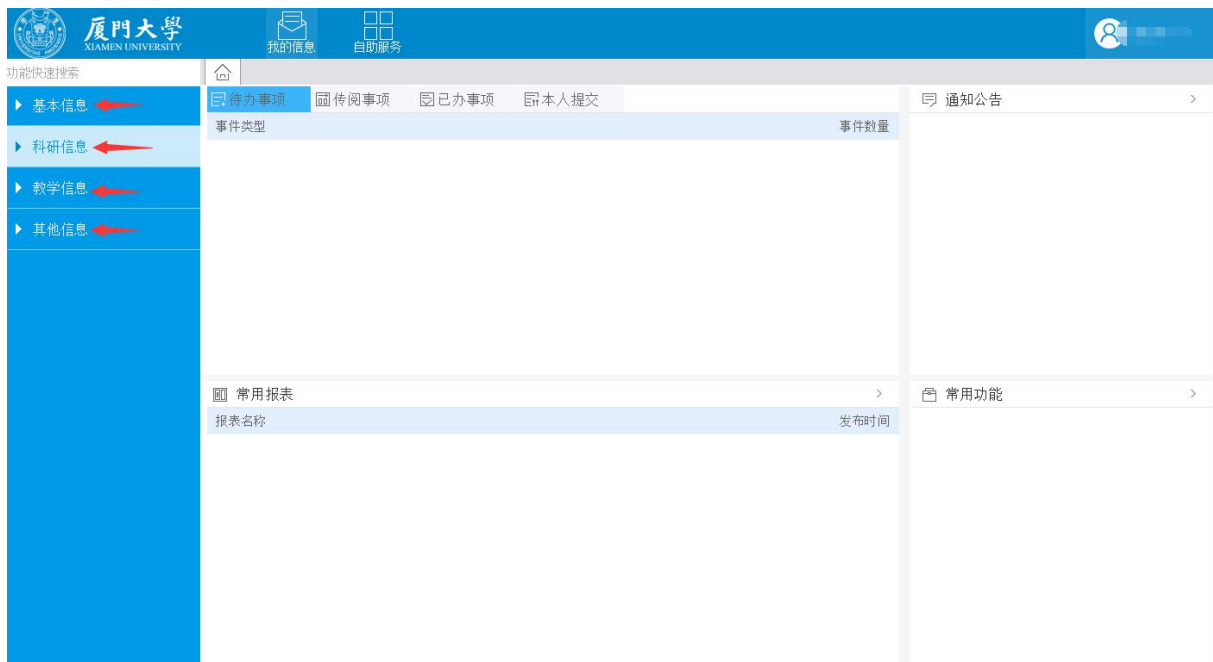 厦門大學
XIAMEN UNIVERSITY
我的信息
自助服务
功能快速搜索
基本信息
科研信息
教学信息
其他信息
待办事项 传阅事项 已办事项 本人提交
事件类型 事件数量
通知公告
常用报表
报表名称 发布时间
常用功能